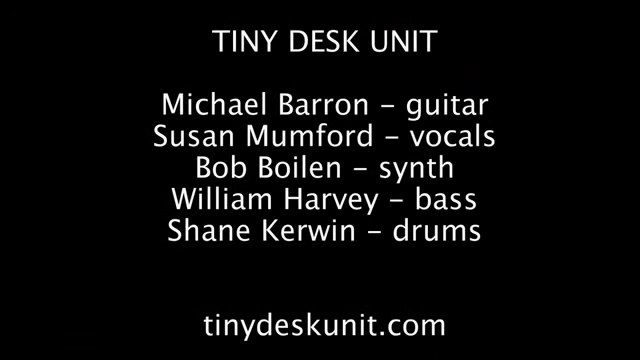 TINY DESK UNIT
Michael Barron – guitar
Susan Mumford – vocals
Bob Boilen – synth
William Harvey – bass
Shane Kerwin – drums
tinydeskunit.com